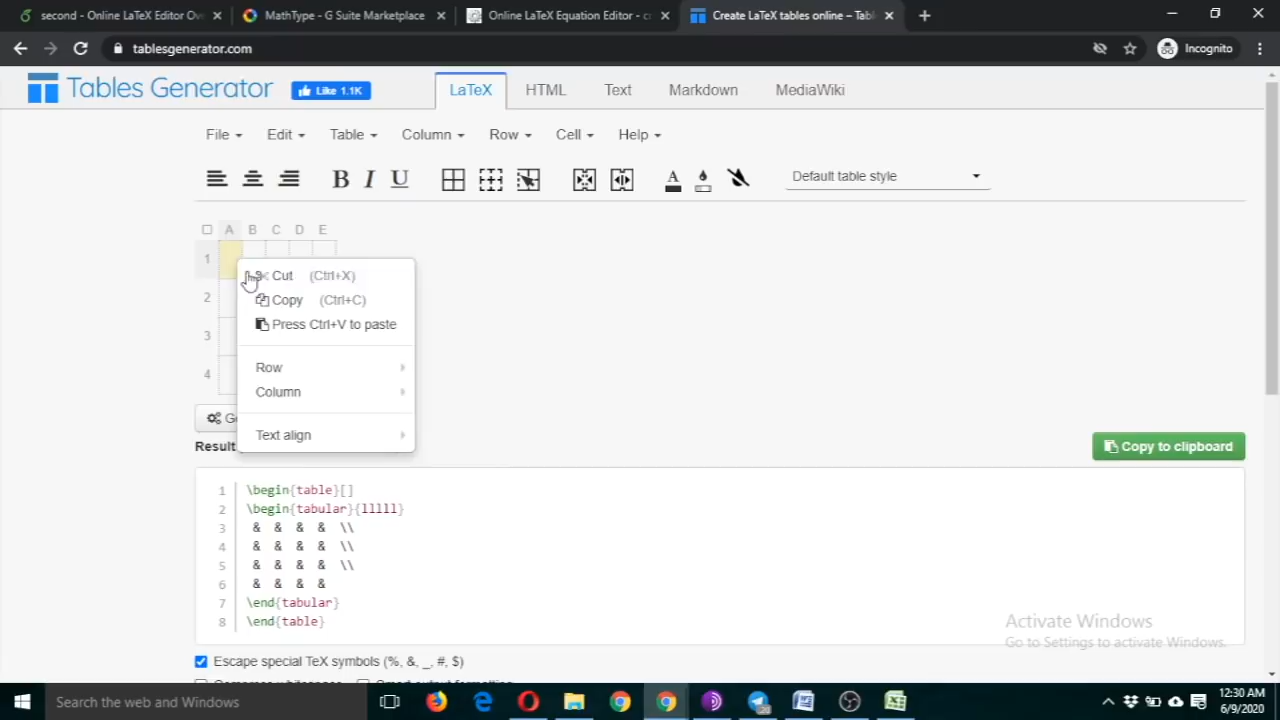 second - Online LaTeX Editor Ove
MathType - G Suite Marketplace
Online LaTeX Equation Editor - c
Create LaTeX tables online – Tab
tablesgenerator.com
Incognito
Tables Generator
Like 1.1K
LaTeX
HTML
Text
Markdown
MediaWiki
File
Edit
Table
Column
Row
Cell
Help
B I U
A
Default table style
A B C D E
1
2
3
4
Cut (Ctrl+X)
Copy (Ctrl+C)
Press Ctrl+V to paste
Row
Column
Text align
G
Result
Copy to clipboard
1 \begin{table}[]
2 \begin{tabular}{lllll}
3 & & & & \\
4 & & & & \\
5 & & & & \\
6 & & & &
7 \end{tabular}
8 \end{table}
Activate Windows
Go to Settings to activate Windows.
Escape special TeX symbols (%, &, _, #, $)
Search the web and Windows
12:30 AM
6/9/2020